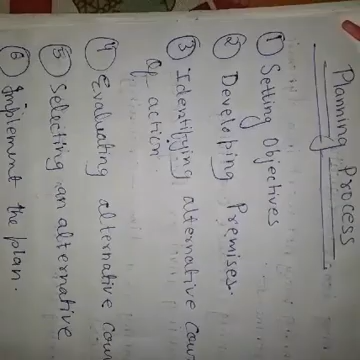 Planning Process
① Setting Objectives
② Developing Premises.
③ Identifying alternative Cour
of action.
④ Evaluating alternative cour
⑤ Selecting an alternative
⑥ Implement the plan.